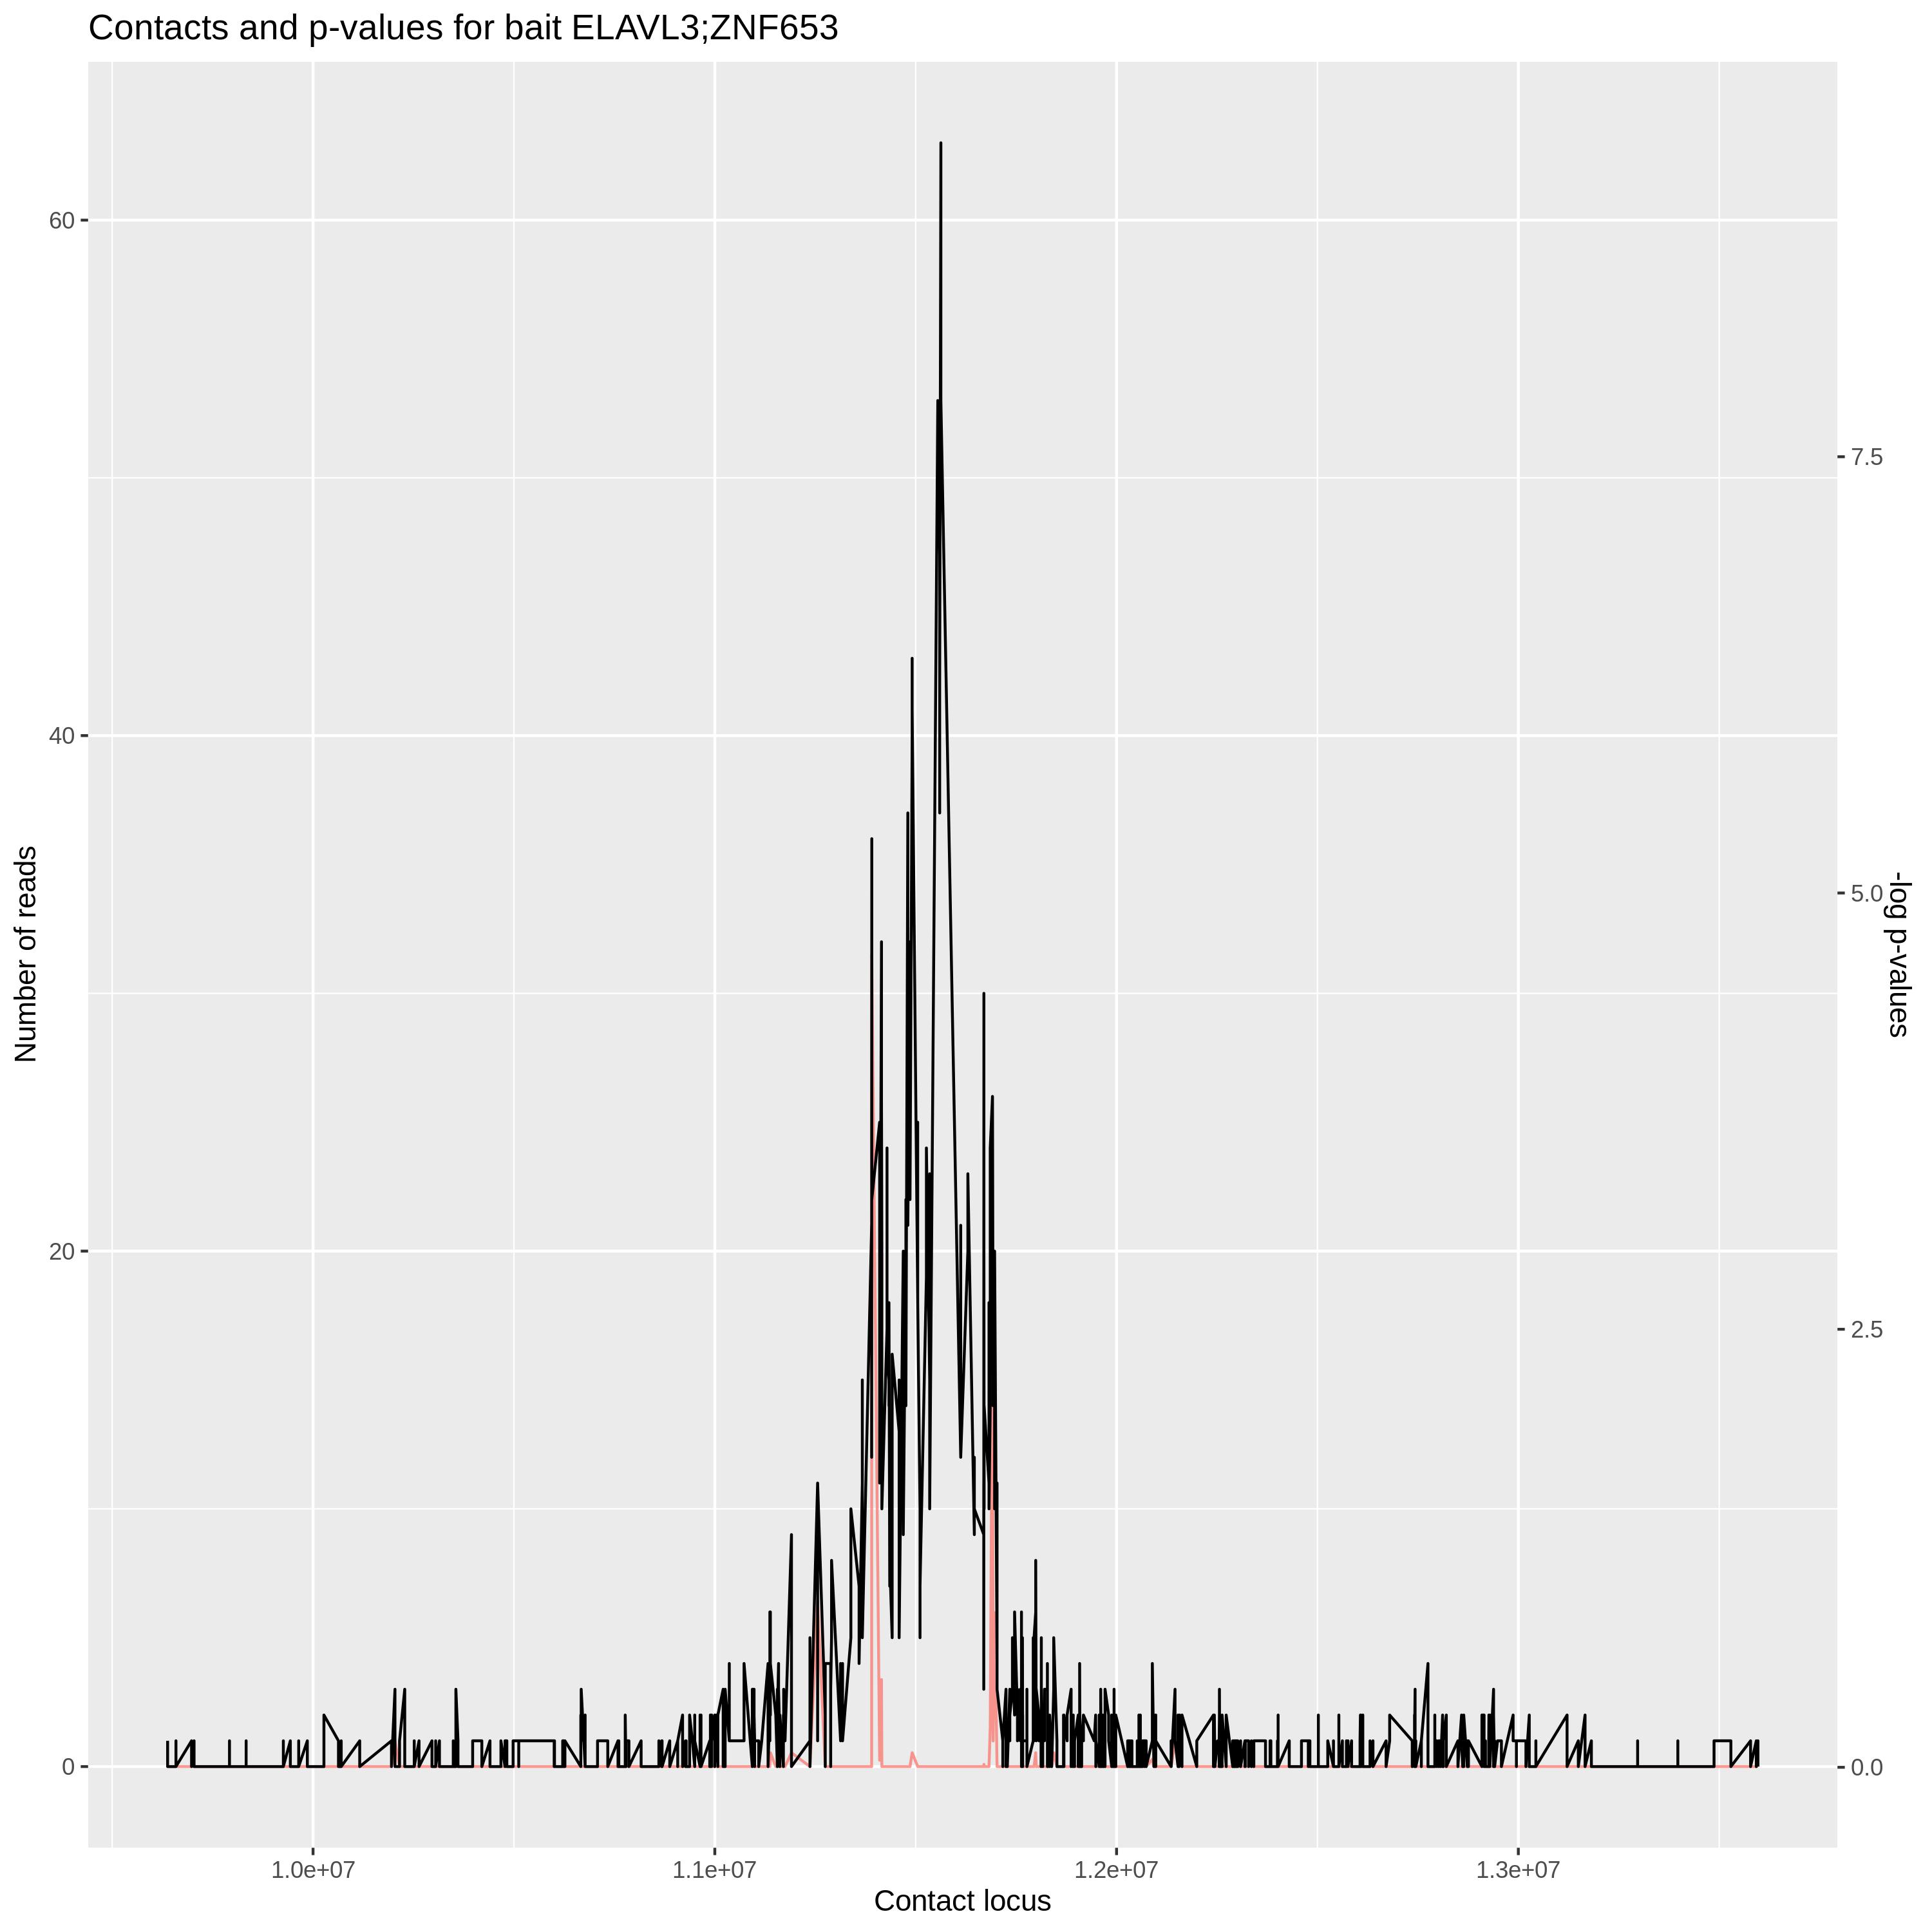 Contacts and p-values for bait ELAVL3;ZNF653
60
40
20
0
Number of reads
7.5
5.0
2.5
0.0
-log p-values
1.0e+07 1.1e+07 1.2e+07 1.3e+07
Contact locus